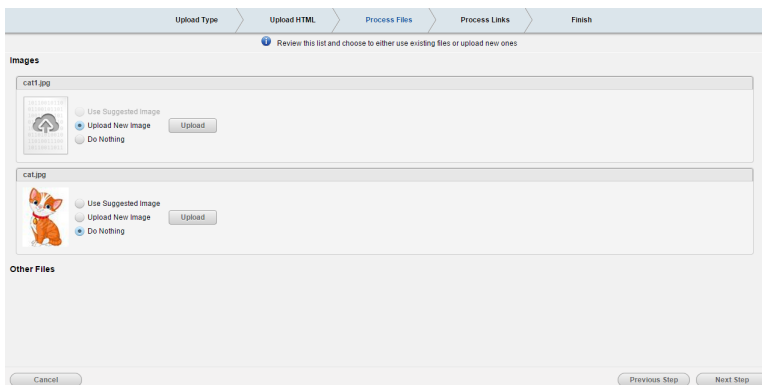 Upload Type Upload HTML Process Files Process Links Finish
Review this list and choose to either use existing files or upload new ones
Images
cat1.jpg
Use Suggested Image
Upload New Image Upload
Do Nothing
cat.jpg
Use Suggested Image
Upload New Image Upload
Do Nothing
Other Files
Cancel Previous Step Next Step